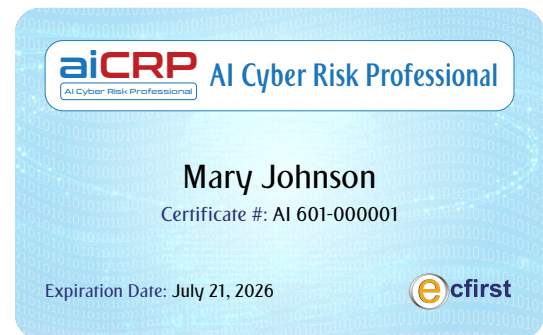 aiCRP
AI Cyber Risk Professional
AI Cyber Risk Professional
Mary Johnson
Certificate #: AI 601-000001
Expiration Date: July 21, 2026
ecfirst